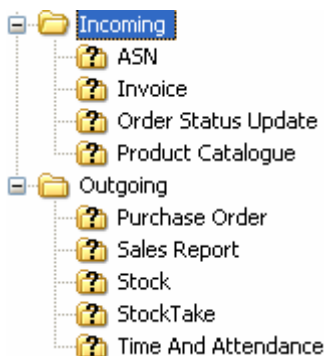 Incoming
ASN
Invoice
Order Status Update
Product Catalogue
Outgoing
Purchase Order
Sales Report
Stock
StockTake
Time And Attendance